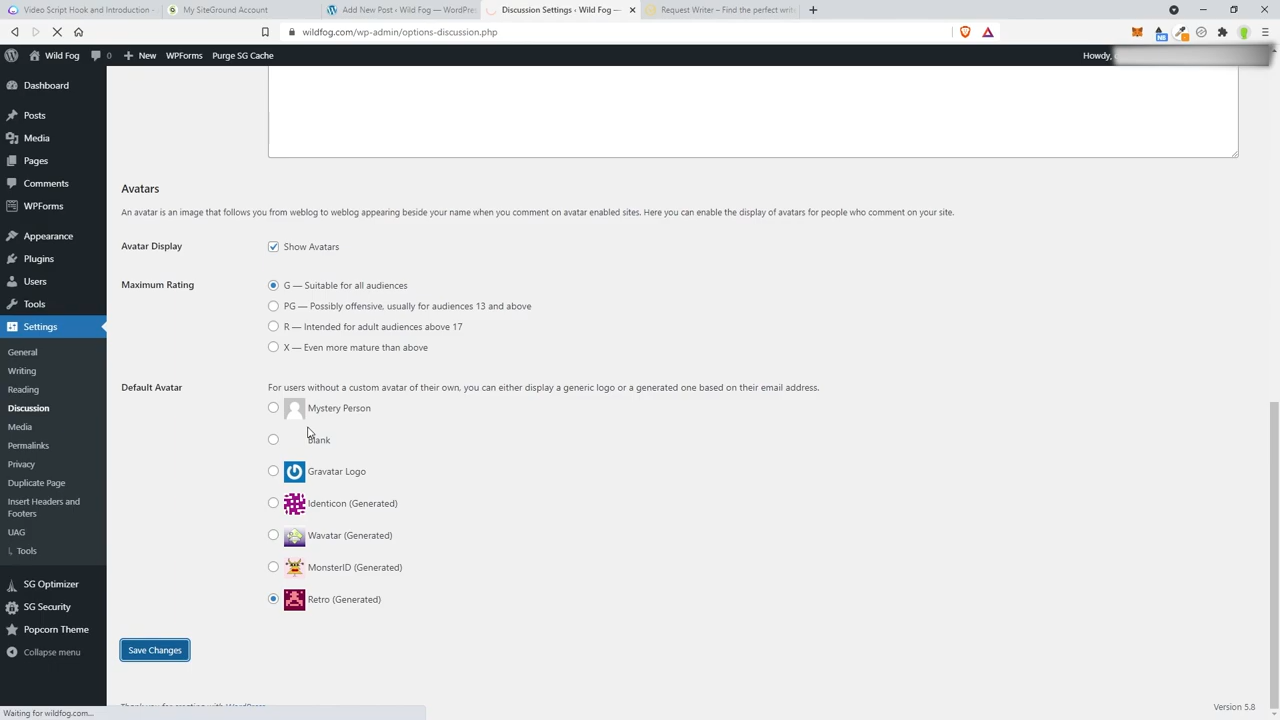 Video Script Hook and Introduction -
My SiteGround Account
Add New Post ‹ Wild Fog — WordPres
Discussion Settings ‹ Wild Fog —
Request Writer – Find the perfect write
wildfog.com/wp-admin/options-discussion.php
Wild Fog
0
New
WPForms
Purge SG Cache
Howdy,
Dashboard
Posts
Media
Pages
Comments
WPForms
Appearance
Plugins
Users
Tools
Settings
General
Writing
Reading
Discussion
Media
Permalinks
Privacy
Duplicate Page
Insert Headers and
Footers
UAG
Tools
SG Optimizer
SG Security
Popcorn Theme
Collapse menu
Avatars
An avatar is an image that follows you from weblog to weblog appearing beside your name when you comment on avatar enabled sites. Here you can enable the display of avatars for people who comment on your site.
Avatar Display
Show Avatars
Maximum Rating
G — Suitable for all audiences
PG — Possibly offensive, usually for audiences 13 and above
R — Intended for adult audiences above 17
X — Even more mature than above
Default Avatar
For users without a custom avatar of their own, you can either display a generic logo or a generated one based on their email address.
Mystery Person
Blank
Gravatar Logo
Identicon (Generated)
Wavatar (Generated)
MonsterID (Generated)
Retro (Generated)
Save Changes
Thank you for creating with WordPress
Version 5.8
Waiting for wildfog.com...